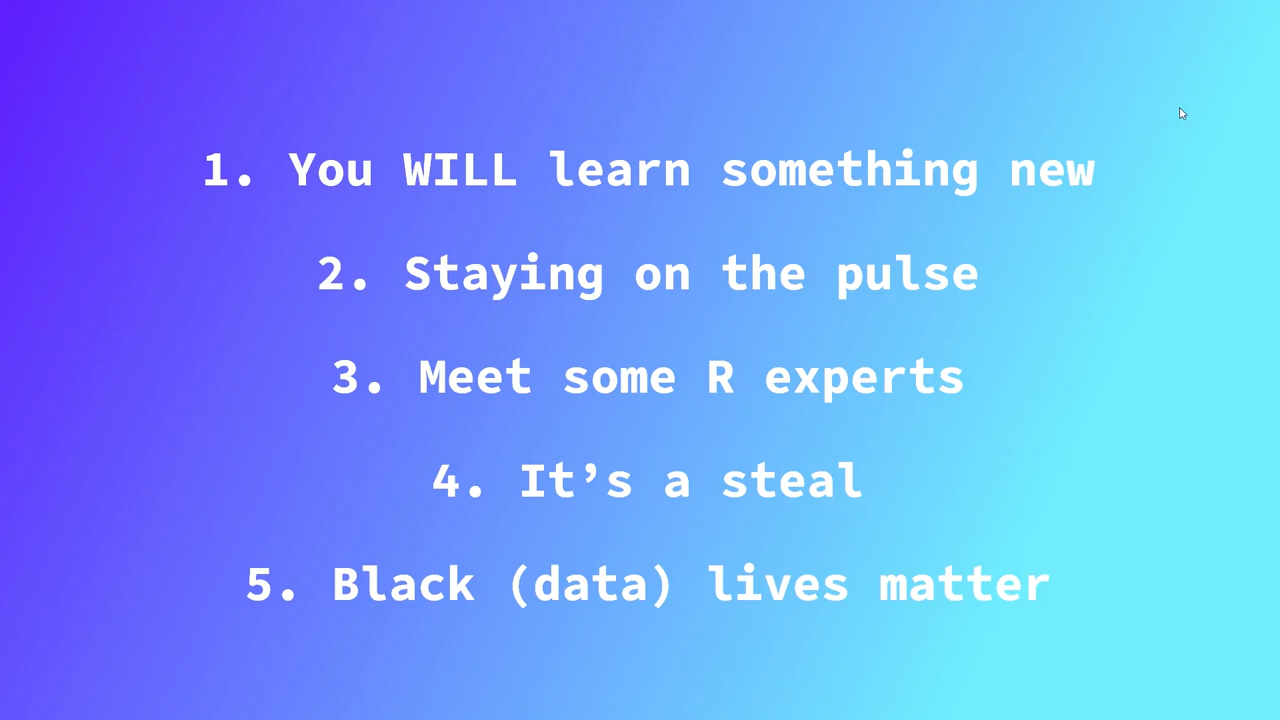 1. You WILL learn something new
2. Staying on the pulse
3. Meet some R experts
4. It’s a steal
5. Black (data) lives matter